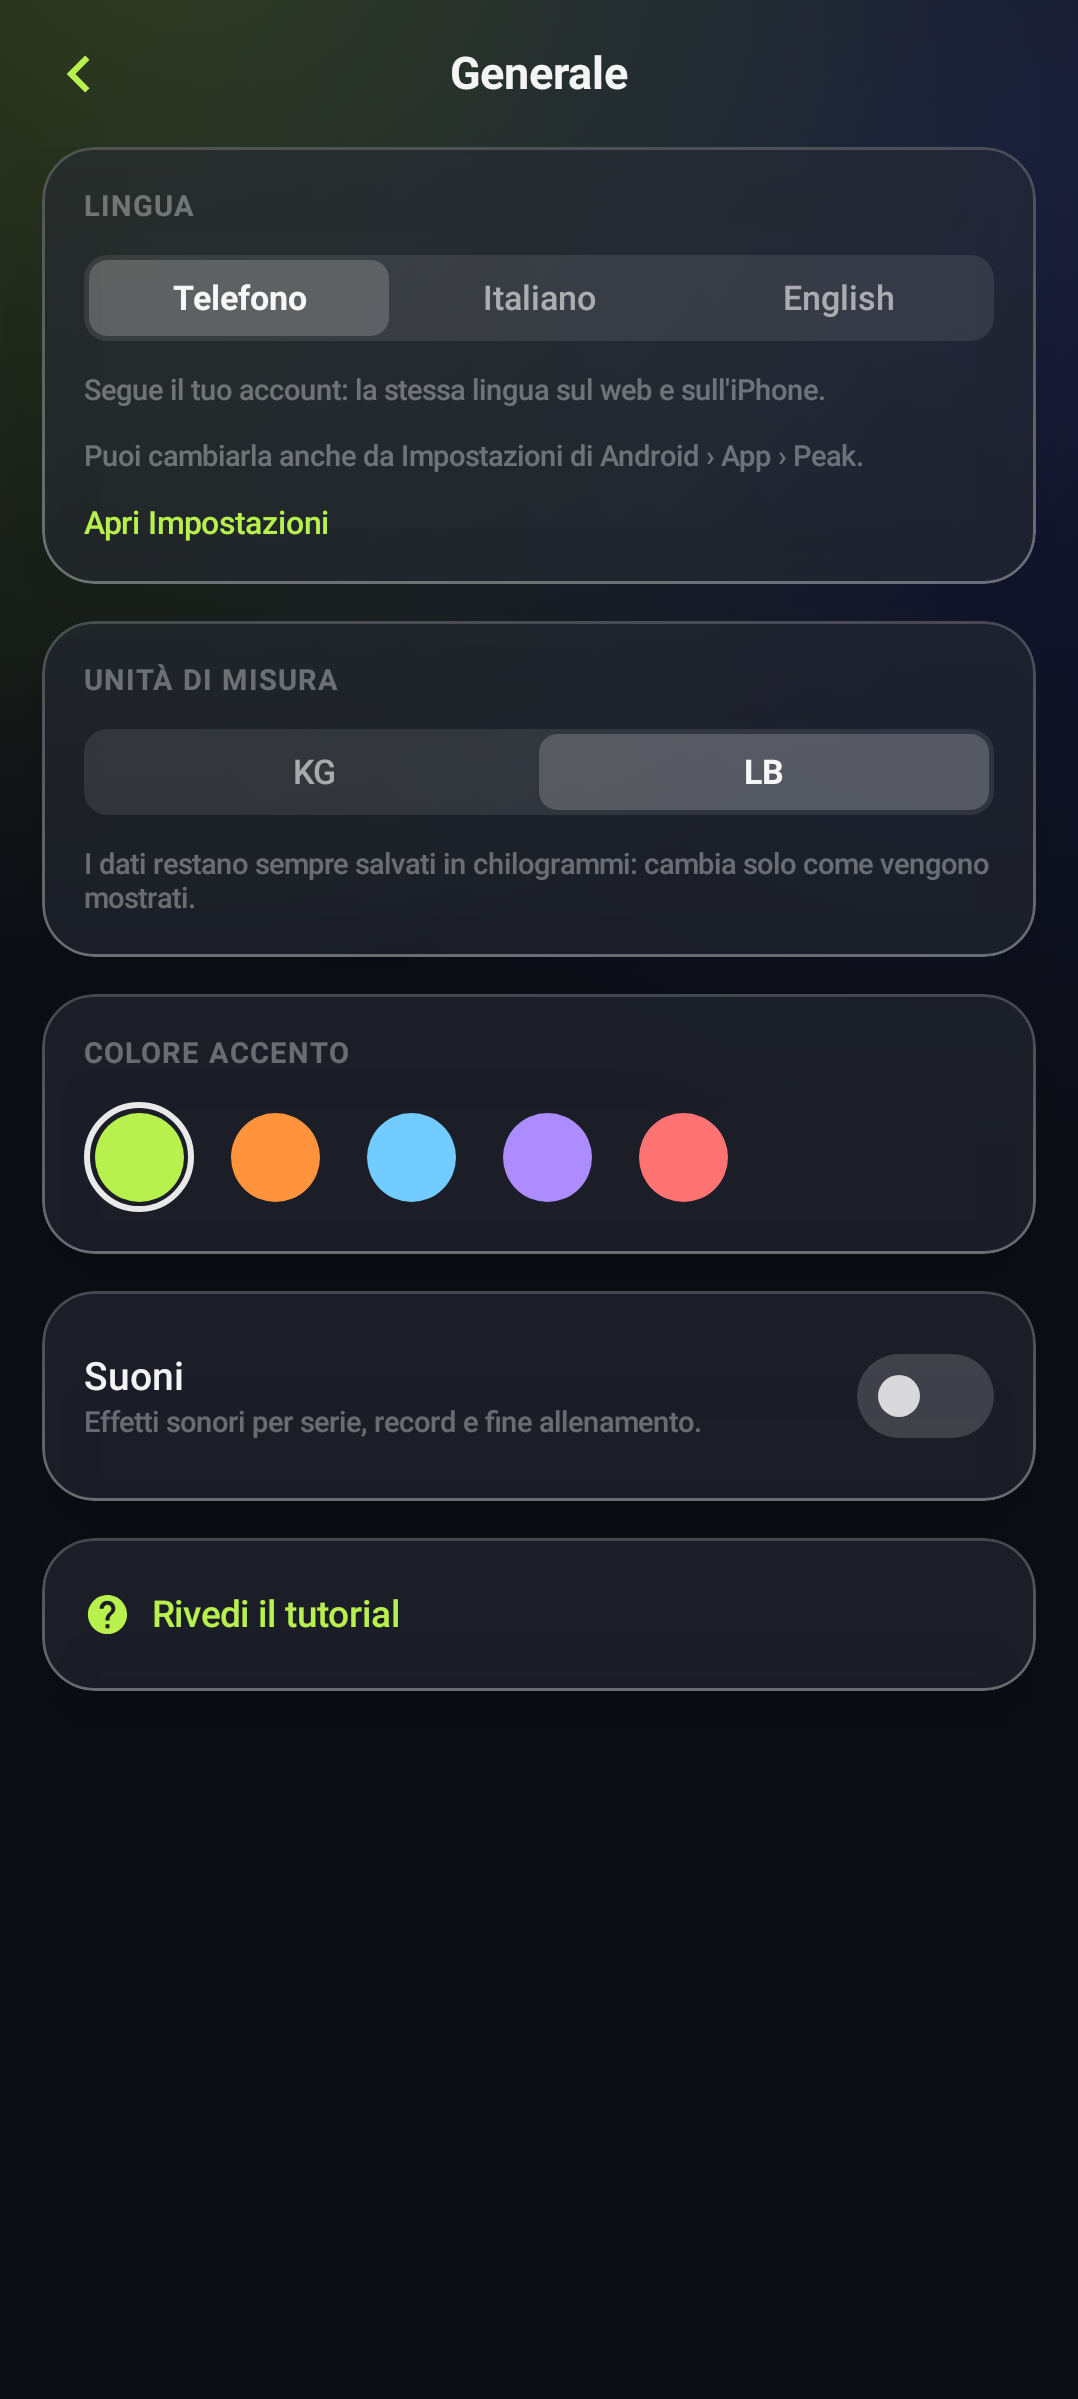 Generale
LINGUA
Telefono
Italiano
English
Segue il tuo account: la stessa lingua sul web e sull'iPhone.
Puoi cambiarla anche da Impostazioni di Android › App › Peak.
Apri Impostazioni
UNITÀ DI MISURA
KG
LB
I dati restano sempre salvati in chilogrammi: cambia solo come vengono
mostrati.
COLORE ACCENTO
Suoni
Effetti sonori per serie, record e fine allenamento.
Rivedi il tutorial